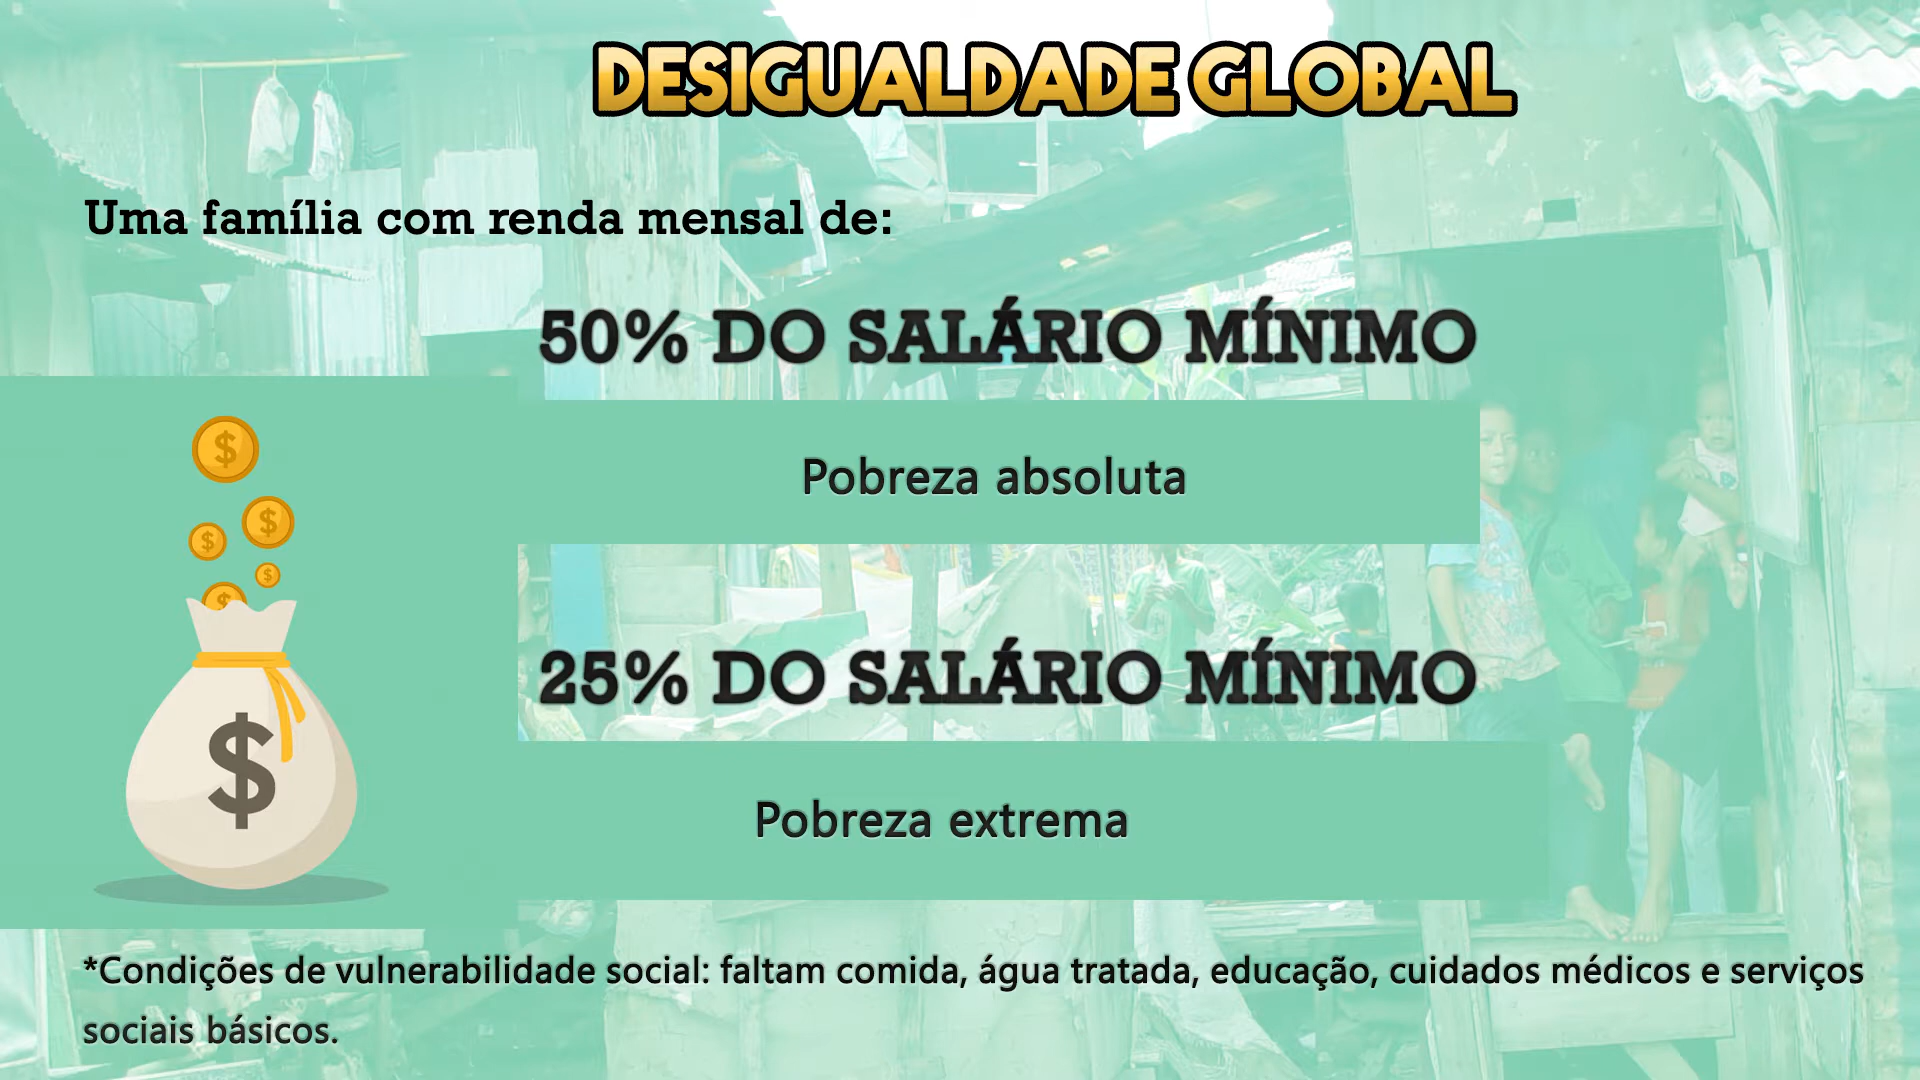 DESIGUALDADE GLOBAL
Uma família com renda mensal de:
50% DO SALÁRIO MÍNIMO
Pobreza absoluta
25% DO SALÁRIO MÍNIMO
Pobreza extrema
$
$
$
$
$
$
*Condições de vulnerabilidade social: faltam comida, água tratada, educação, cuidados médicos e serviços
sociais básicos.